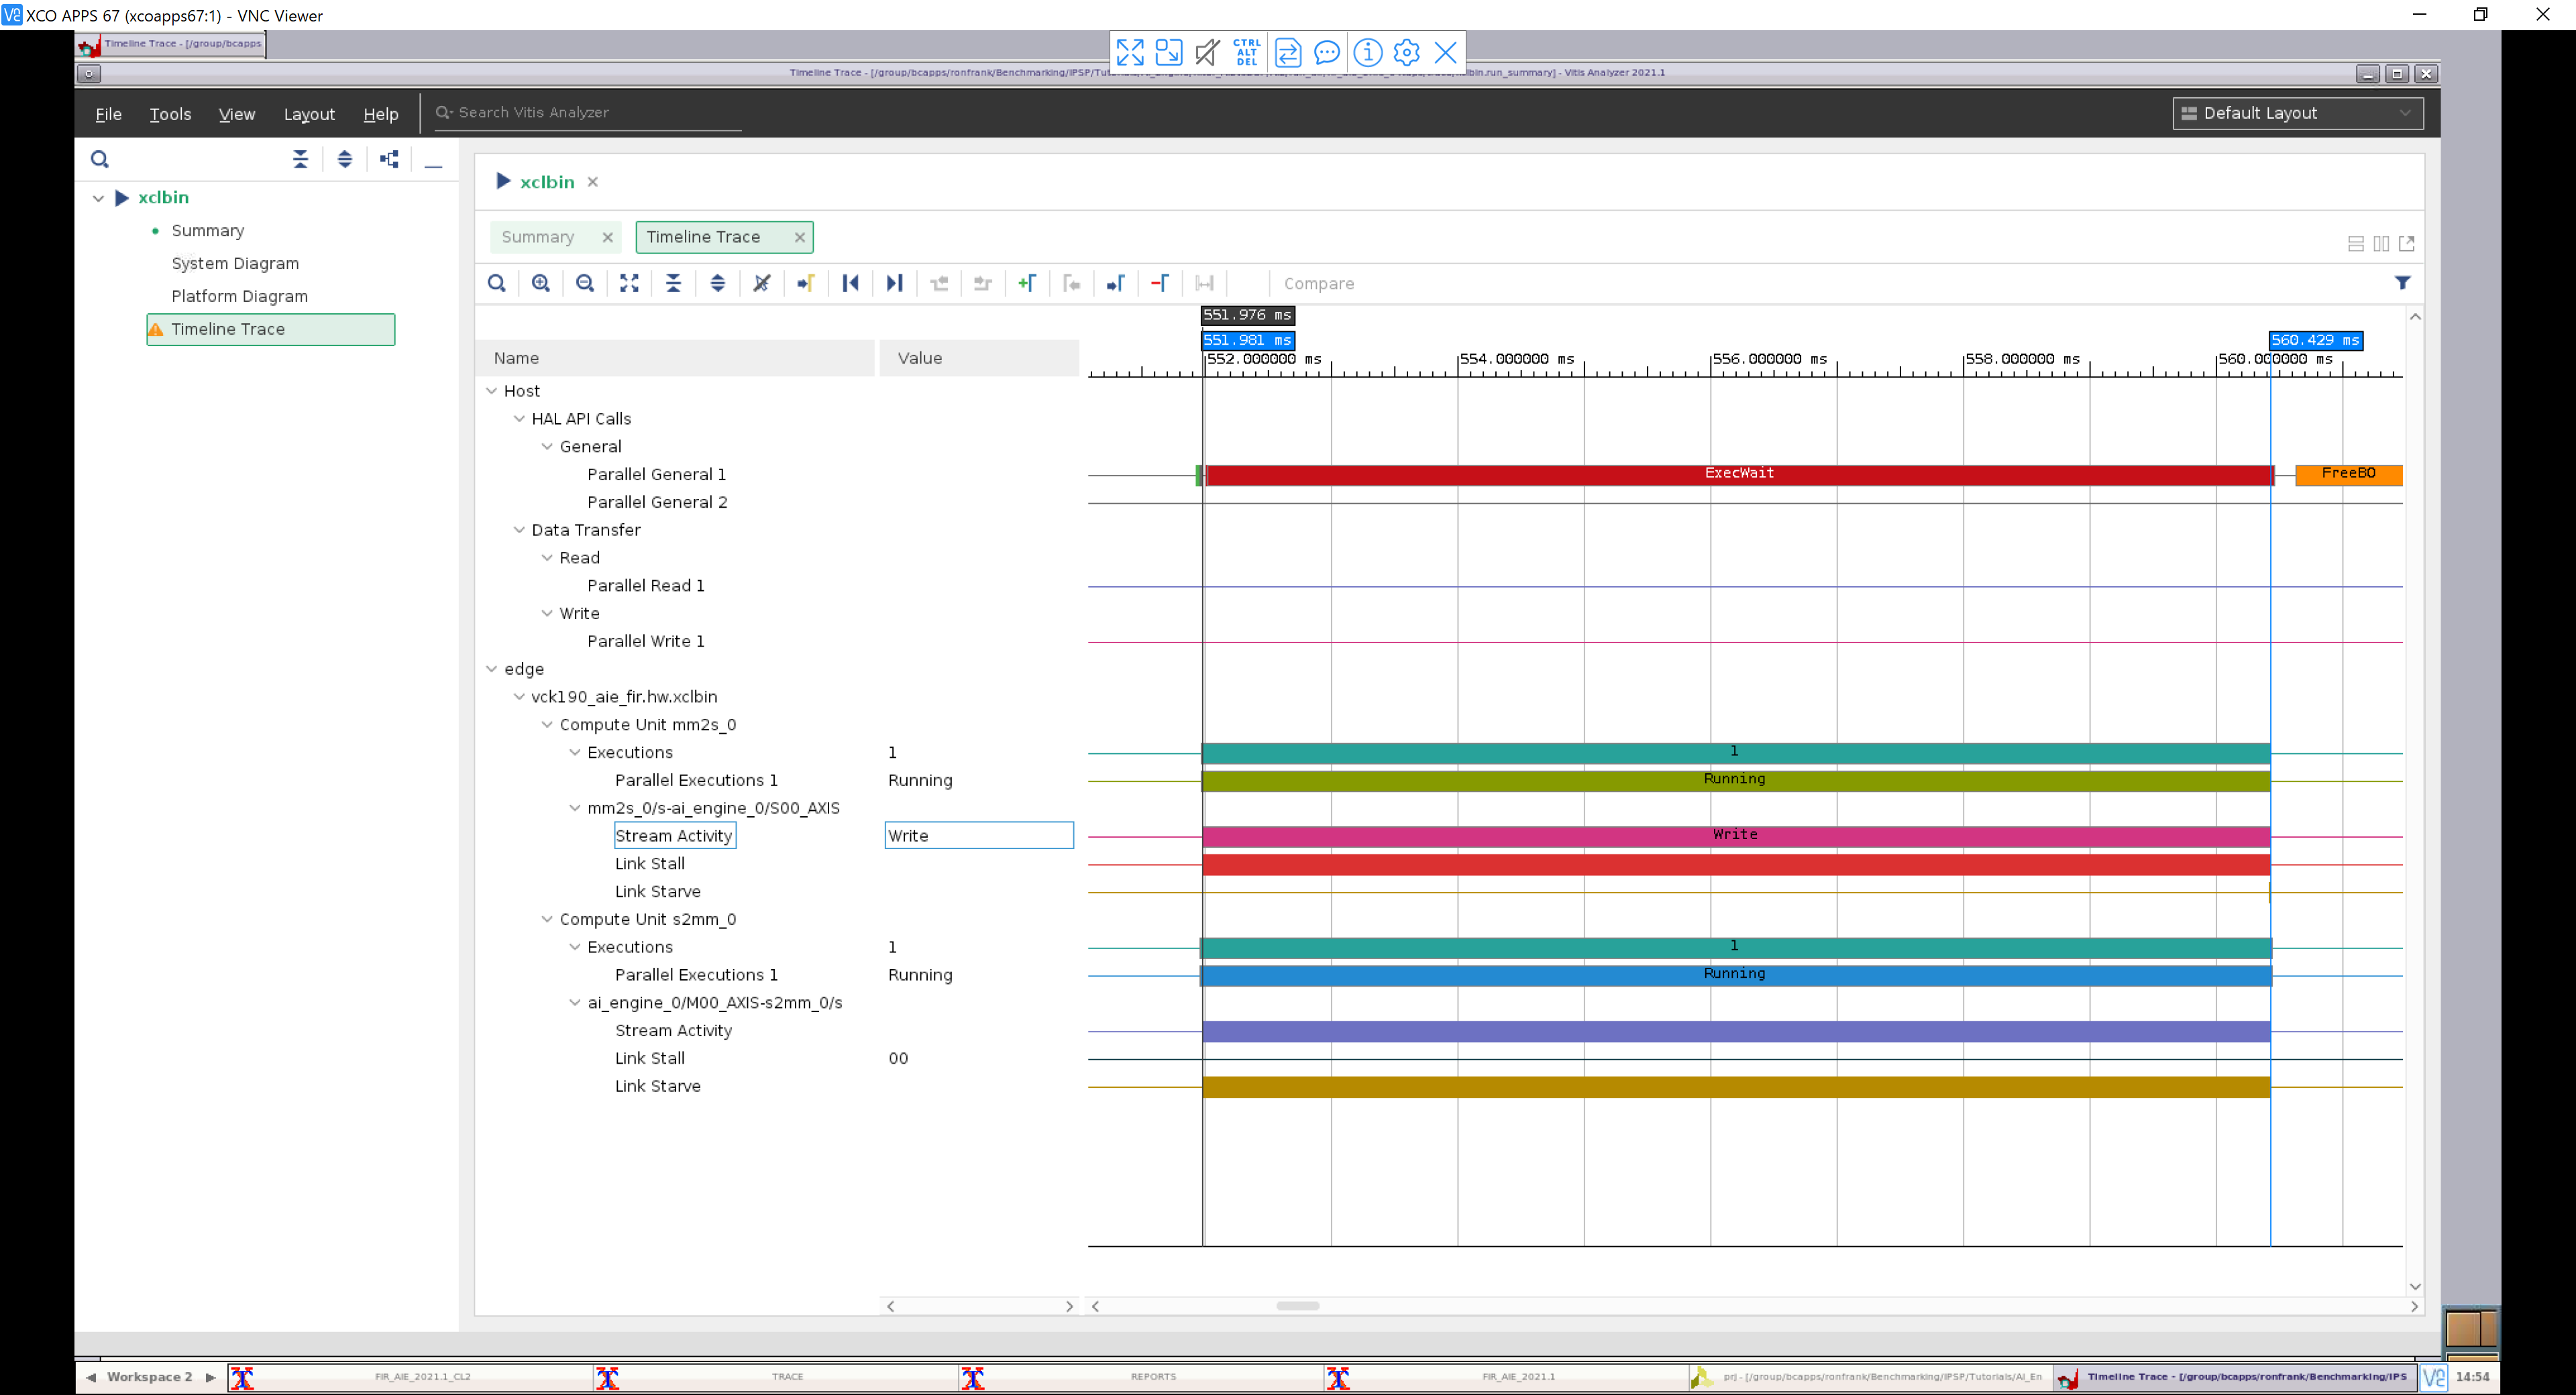 XCO APPS 67 (xcoapps67:1) - VNC Viewer
Timeline Trace - [/group/bcapps
CTRL ALT DEL
Timeline Trace - [/group/bcapps/ronfrank/Benchmarking/IPSP/Tut
bin.run_summary] - Vitis Analyzer 2021.1
File Tools View Layout Help Search Vitis Analyzer Default Layout
xclbin
Summary
System Diagram
Platform Diagram
Timeline Trace
xclbin
Summary Timeline Trace
Compare
551.976 ms
551.981 ms 560.429 ms
Name Value 552.000000 ms 554.000000 ms 556.000000 ms 558.000000 ms 560.000000 ms
Host
HAL API Calls
General
Parallel General 1 ExecWait FreeBO
Parallel General 2
Data Transfer
Read
Parallel Read 1
Write
Parallel Write 1
edge
vck190_aie_fir.hw.xclbin
Compute Unit mm2s_0
Executions 1 1
Parallel Executions 1 Running Running
mm2s_0/s-ai_engine_0/S00_AXIS
Stream Activity Write Write
Link Stall
Link Starve
Compute Unit s2mm_0
Executions 1 1
Parallel Executions 1 Running Running
ai_engine_0/M00_AXIS-s2mm_0/s
Stream Activity
Link Stall 00
Link Starve
Workspace 2 FIR_AIE_2021.1_CL2 TRACE REPORTS FIR_AIE_2021.1 prj - [/group/bcapps/ronfrank/Benchmarking/IPSP/Tutorials/AI_En Timeline Trace - [/group/bcapps/ronfrank/Benchmarking/IPS 14:54